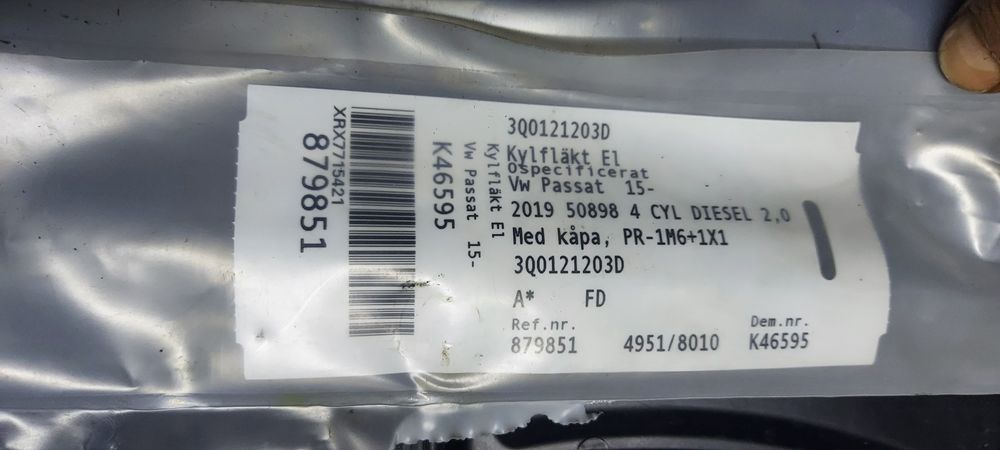 XRX7715421
879851
K46595
Vw Passat 15-
Kylfläkt El
3Q0121203D
Kylfläkt El
Ospecificerat
Vw Passat 15-
2019 50898 4 CYL DIESEL 2,0
Med kåpa, PR-1M6+1X1
3Q0121203D
A* FD
Ref.nr. Dem.nr.
879851 4951/8010 K46595